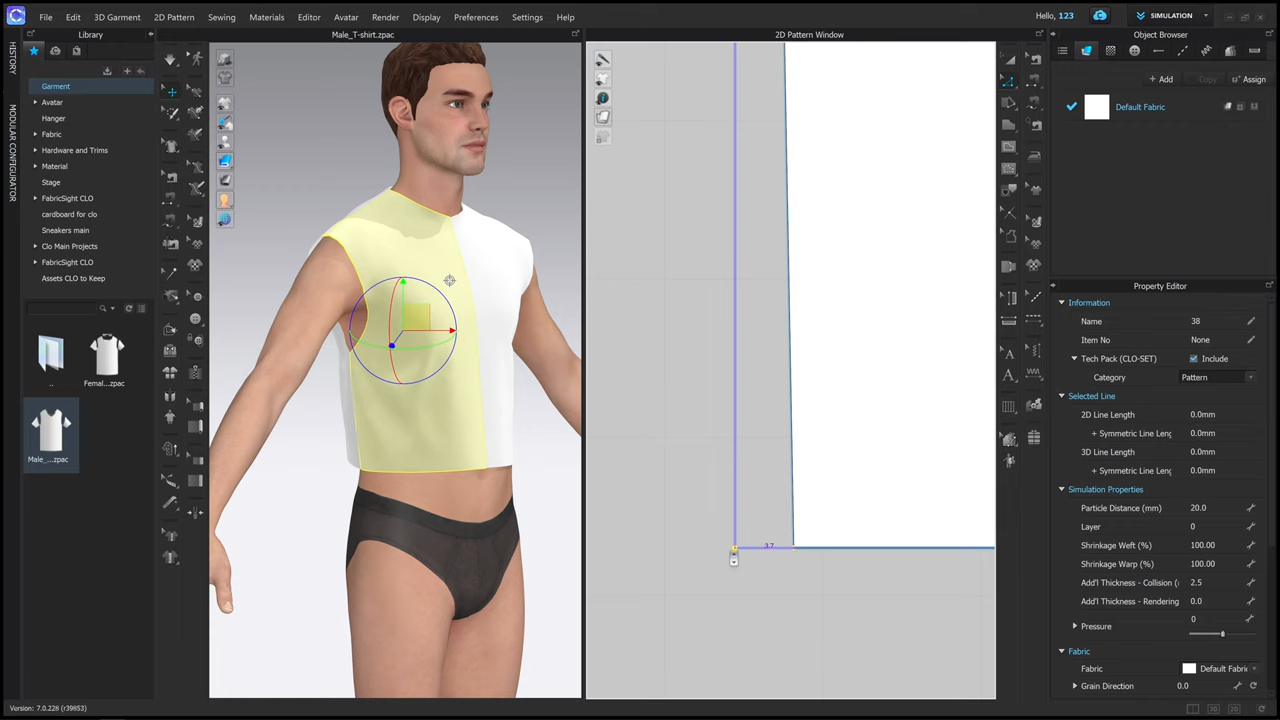 File Edit 3D Garment 2D Pattern Sewing Materials Editor Avatar Render Display Preferences Settings Help
Hello, 123
SIMULATION
Library
Male_T-shirt.zpac
2D Pattern Window
Object Browser
HISTORY
MODULAR CONFIGURATOR
Garment
Avatar
Hanger
Fabric
Hardware and Trims
Material
Stage
FabricSight CLO
cardboard for clo
Sneakers main
Clo Main Projects
FabricSight CLO
Assets CLO to Keep
..
Femal...zpac
Male_...zpac
3.7
+ Add
Copy
Assign
Default Fabric
Property Editor
Information
Name 38
Item No None
Tech Pack (CLO-SET) Include
Category Pattern
Selected Line
2D Line Length 0.0mm
+ Symmetric Line Leng 0.0mm
3D Line Length 0.0mm
+ Symmetric Line Leng 0.0mm
Simulation Properties
Particle Distance (mm) 20.0
Layer 0
Shrinkage Weft (%) 100.00
Shrinkage Warp (%) 100.00
Add'l Thickness - Collision ( 2.5
Add'l Thickness - Rendering 0.0
Pressure 0
Fabric
Fabric Default Fabric
Grain Direction 0.0
Version: 7.0.228 (r39853)
3D
2D